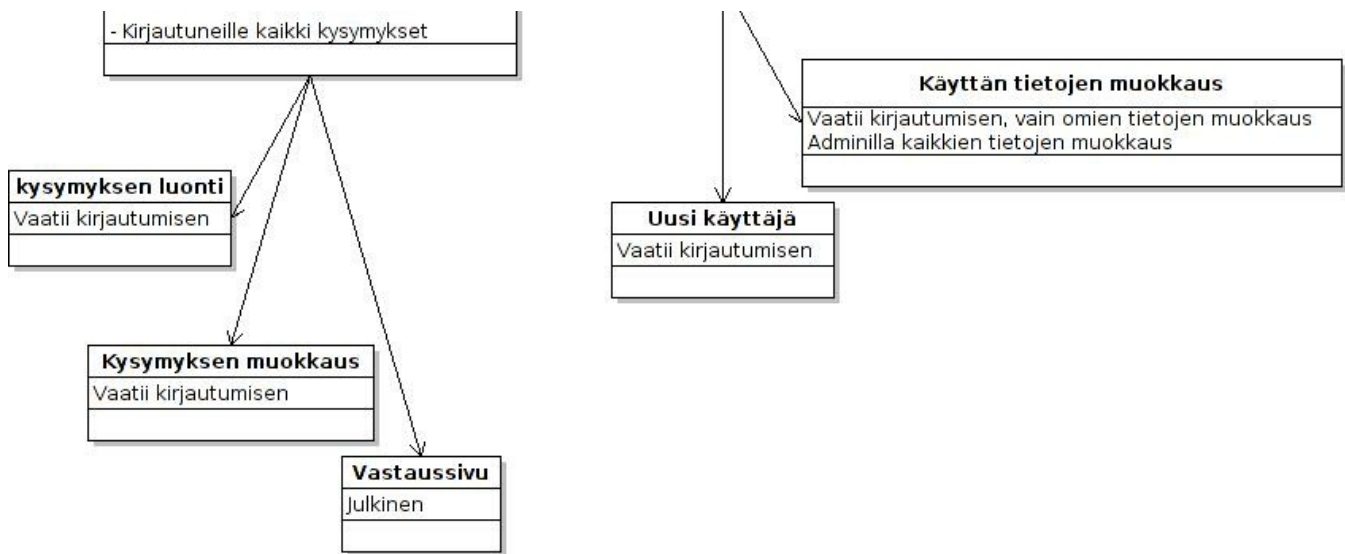 - Kirjautuneille kaikki kysymykset
Käyttän tietojen muokkaus
Vaatii kirjautumisen, vain omien tietojen muokkaus
Adminilla kaikkien tietojen muokkaus
kysymyksen luonti
Vaatii kirjautumisen
Uusi käyttäjä
Vaatii kirjautumisen
Kysymyksen muokkaus
Vaatii kirjautumisen
Vastaussivu
Julkinen